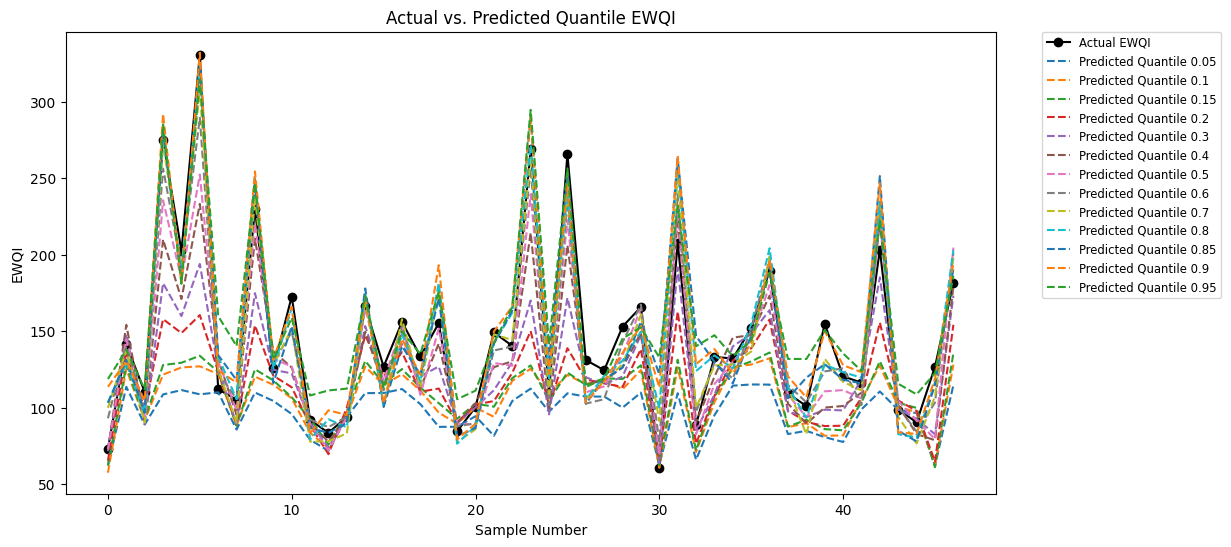 Actual vs. Predicted Quantile EWQI
EWQI
300
250
200
150
100
50
0
10
20
30
40
Sample Number
Actual EWQI
Predicted Quantile 0.05
Predicted Quantile 0.1
Predicted Quantile 0.15
Predicted Quantile 0.2
Predicted Quantile 0.3
Predicted Quantile 0.4
Predicted Quantile 0.5
Predicted Quantile 0.6
Predicted Quantile 0.7
Predicted Quantile 0.8
Predicted Quantile 0.85
Predicted Quantile 0.9
Predicted Quantile 0.95